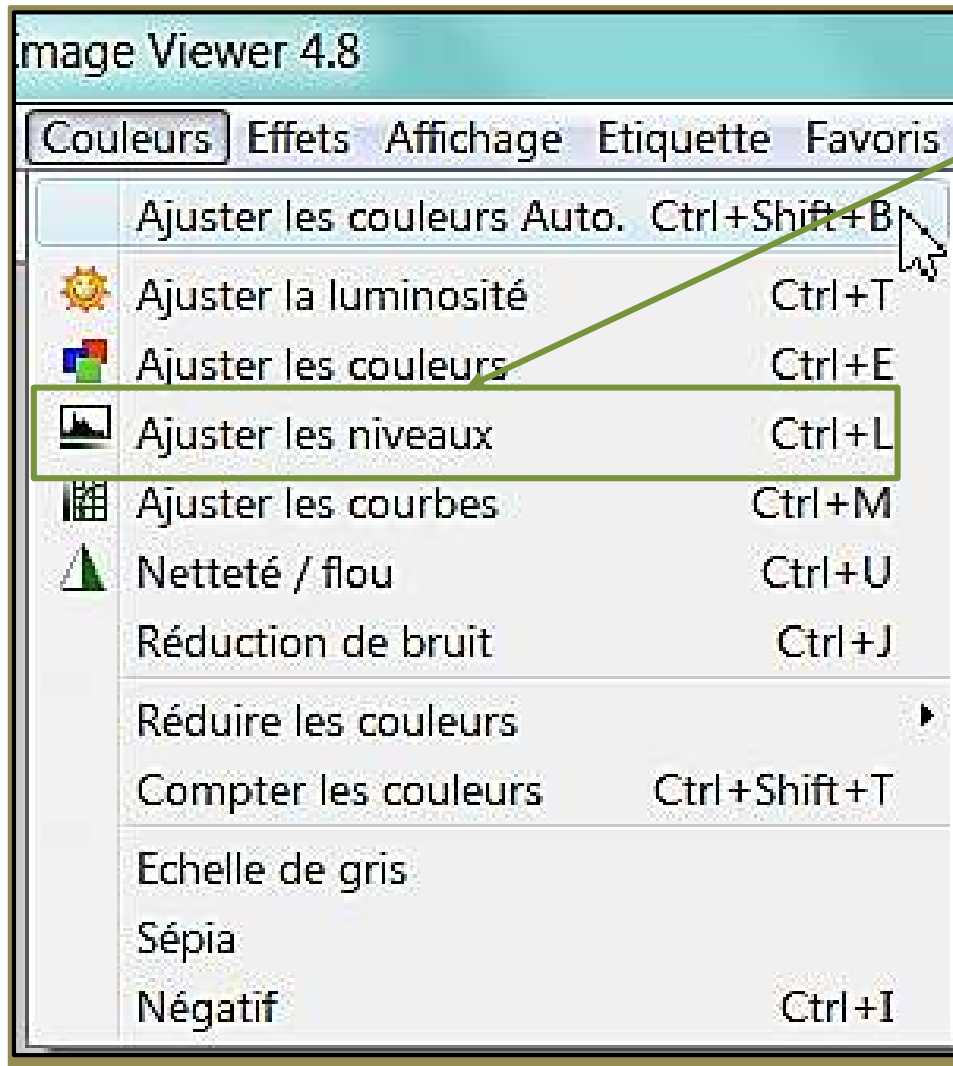 Image Viewer 4.8
Couleurs Effets Affichage Etiquette Favoris
Ajuster les couleurs Auto. Ctrl+Shift+B
Ajuster la luminosité Ctrl+T
Ajuster les couleurs Ctrl+E
Ajuster les niveaux Ctrl+L
Ajuster les courbes Ctrl+M
Netteté / flou Ctrl+U
Réduction de bruit Ctrl+J
Réduire les couleurs
Compter les couleurs Ctrl+Shift+T
Echelle de gris
Sépia
Négatif Ctrl+I